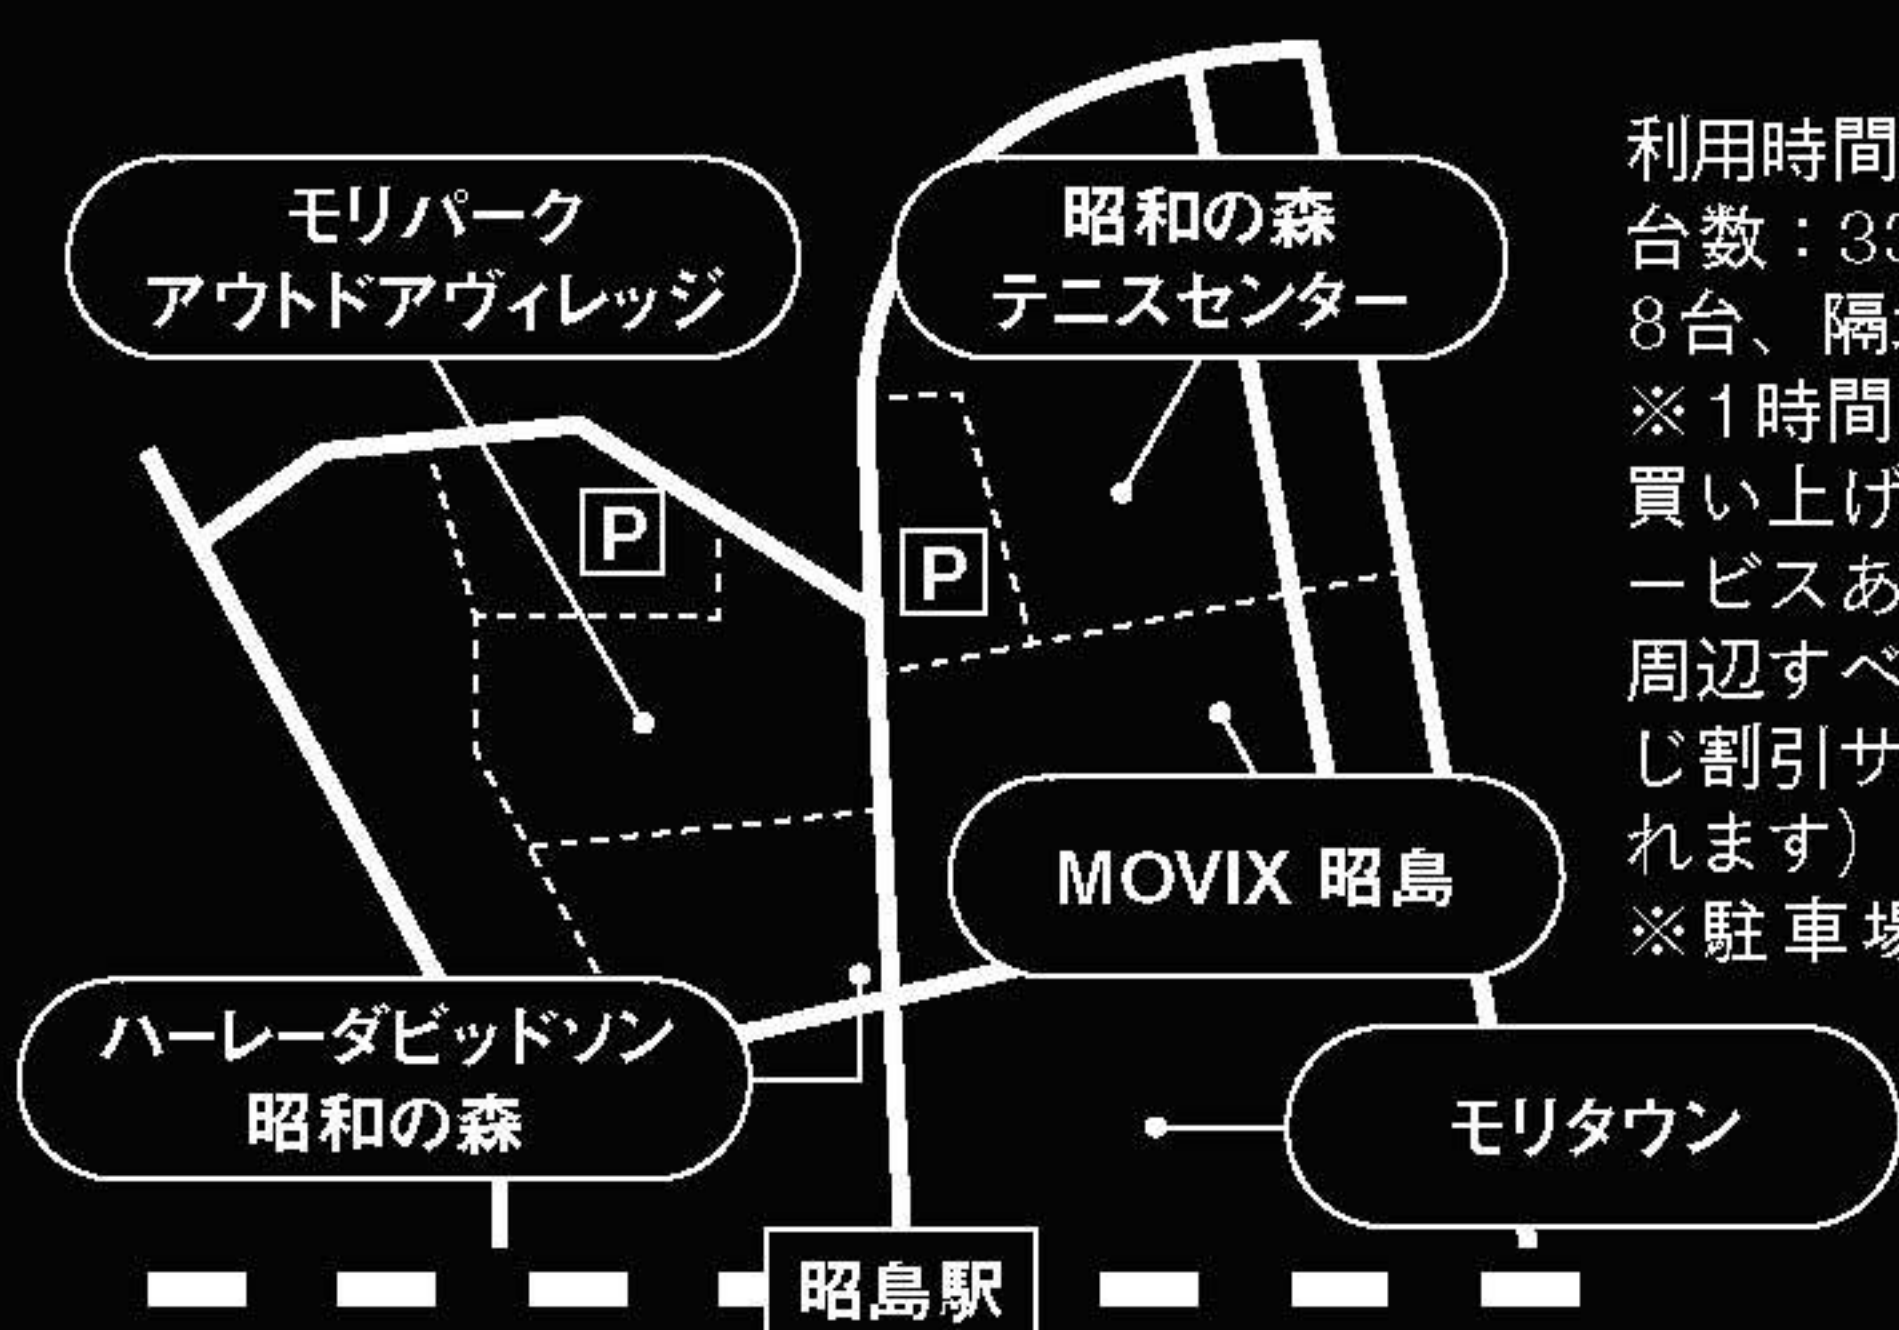 モリパーク
アウトドアヴィレッジ
昭和の森
テニスセンター
P
P
MOVIX 昭島
ハーレーダビッドソン
昭和の森
モリタウン
昭島駅
利用時間
台数：33
8台、隔
※1時間
買い上げ
ービスあ
周辺すべ
じ割引サ
れます）
※駐車場